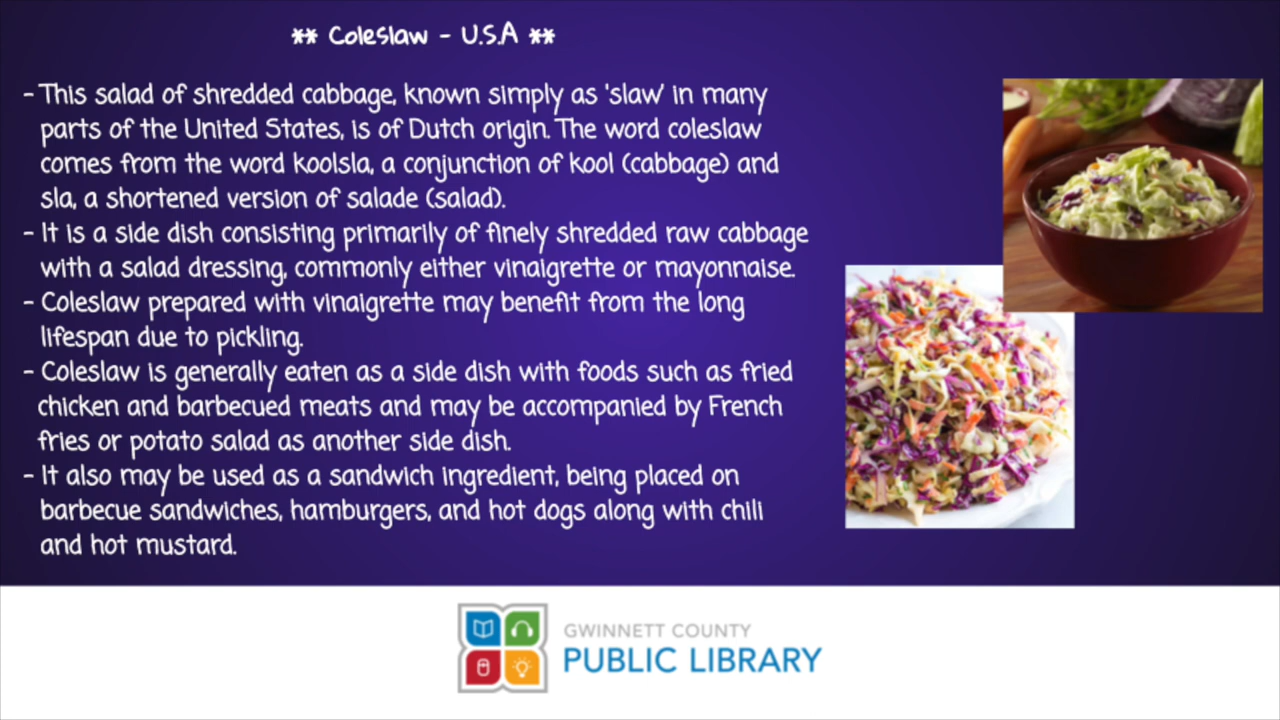 ** Coleslaw - U.S.A **
- This salad of shredded cabbage, known simply as 'slaw' in many
parts of the United States, is of Dutch origin. The word coleslaw
comes from the word koolsla, a conjunction of kool (cabbage) and
sla, a shortened version of salade (salad).
- It is a side dish consisting primarily of finely shredded raw cabbage
with a salad dressing, commonly either vinaigrette or mayonnaise.
- Coleslaw prepared with vinaigrette may benefit from the long
lifespan due to pickling.
- Coleslaw is generally eaten as a side dish with foods such as fried
chicken and barbecued meats and may be accompanied by French
fries or potato salad as another side dish.
- It also may be used as a sandwich ingredient, being placed on
barbecue sandwiches, hamburgers, and hot dogs along with chili
and hot mustard.
GWINNETT COUNTY
PUBLIC LIBRARY